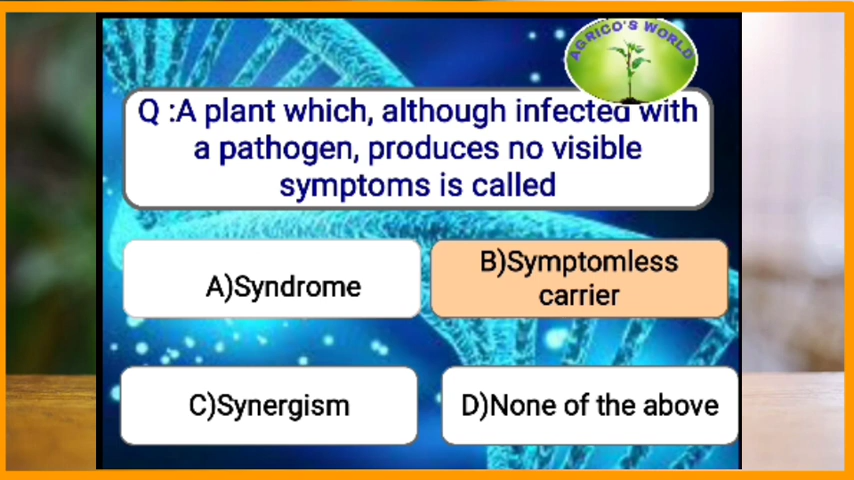 AGRICO'S WORLD
Q :A plant which, although infected with
a pathogen, produces no visible
symptoms is called
A)Syndrome
B)Symptomless
carrier
C)Synergism
D)None of the above